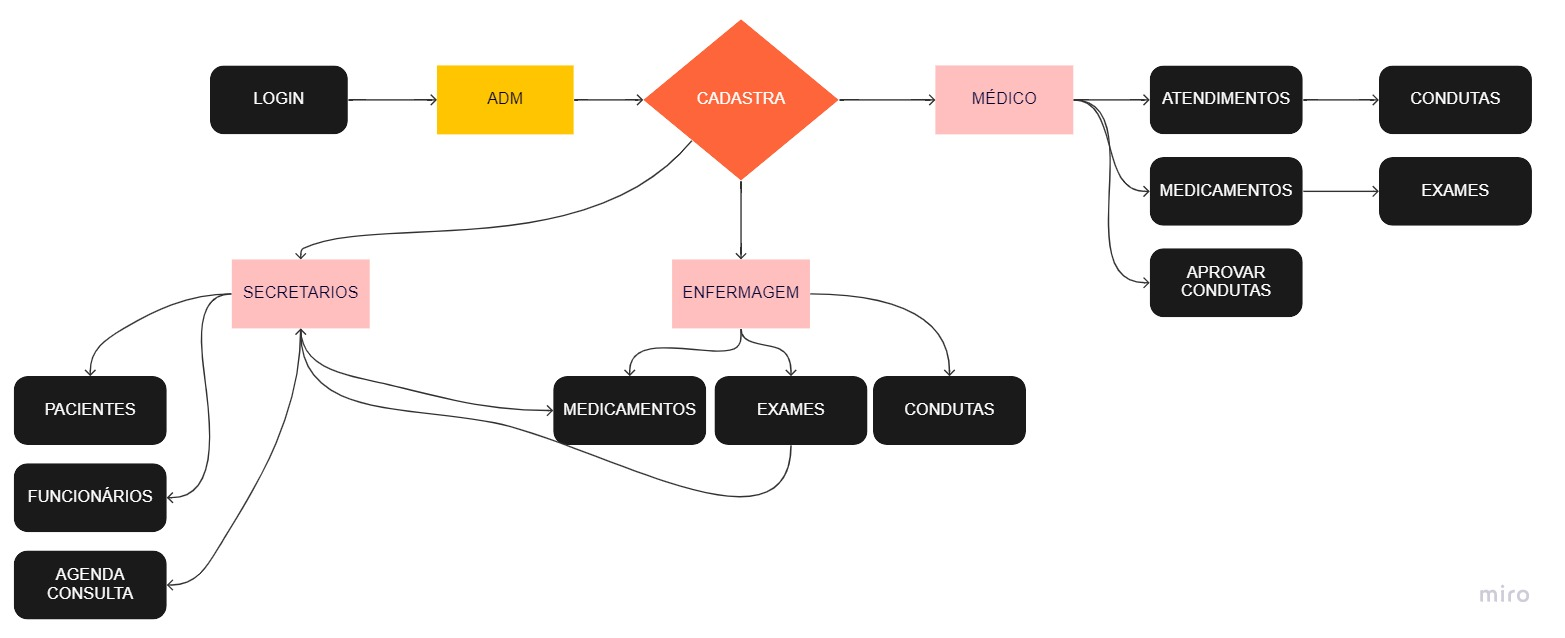 LOGIN
ADM
CADASTRA
MÉDICO
ATENDIMENTOS
CONDUTAS
MEDICAMENTOS
EXAMES
APROVAR
CONDUTAS
SECRETARIOS
ENFERMAGEM
PACIENTES
MEDICAMENTOS
EXAMES
CONDUTAS
FUNCIONÁRIOS
AGENDA
CONSULTA
miro